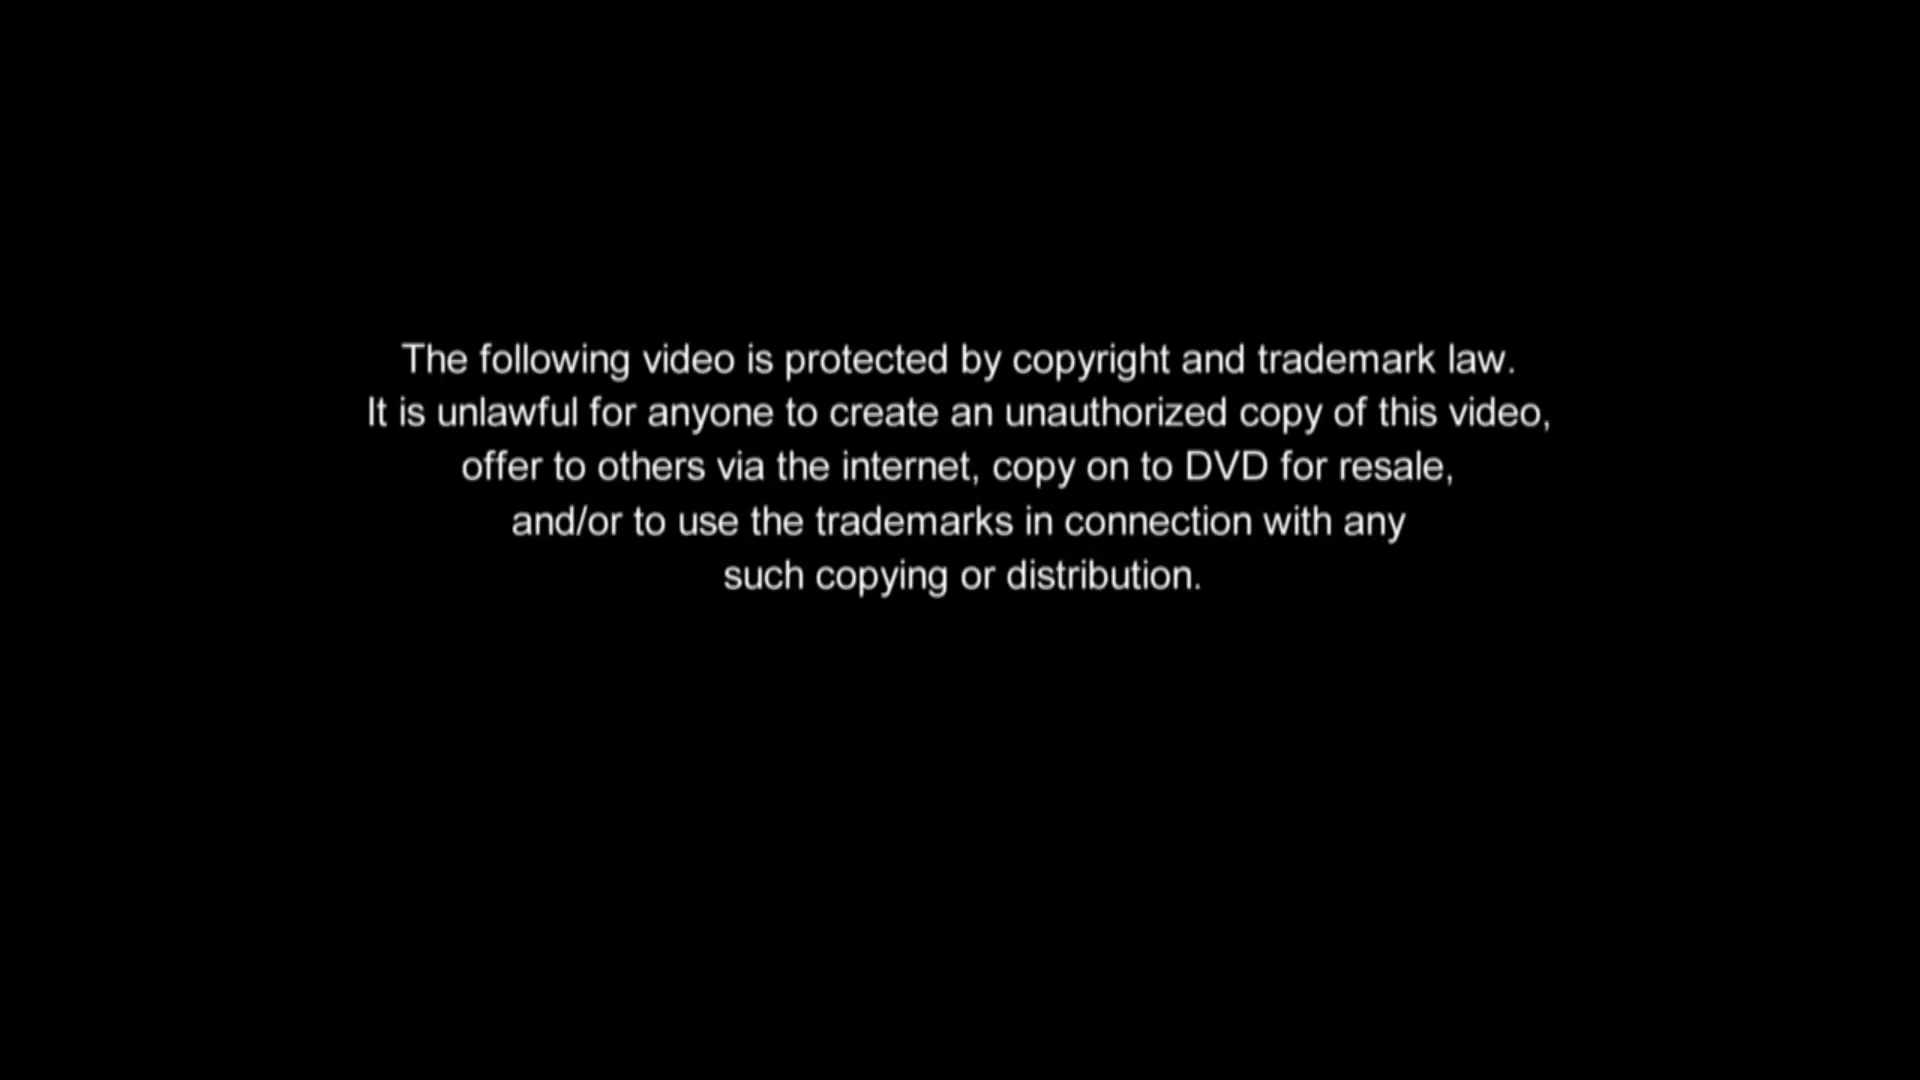 The following video is protected by copyright and trademark law.
It is unlawful for anyone to create an unauthorized copy of this video,
offer to others via the internet, copy on to DVD for resale,
and/or to use the trademarks in connection with any
such copying or distribution.